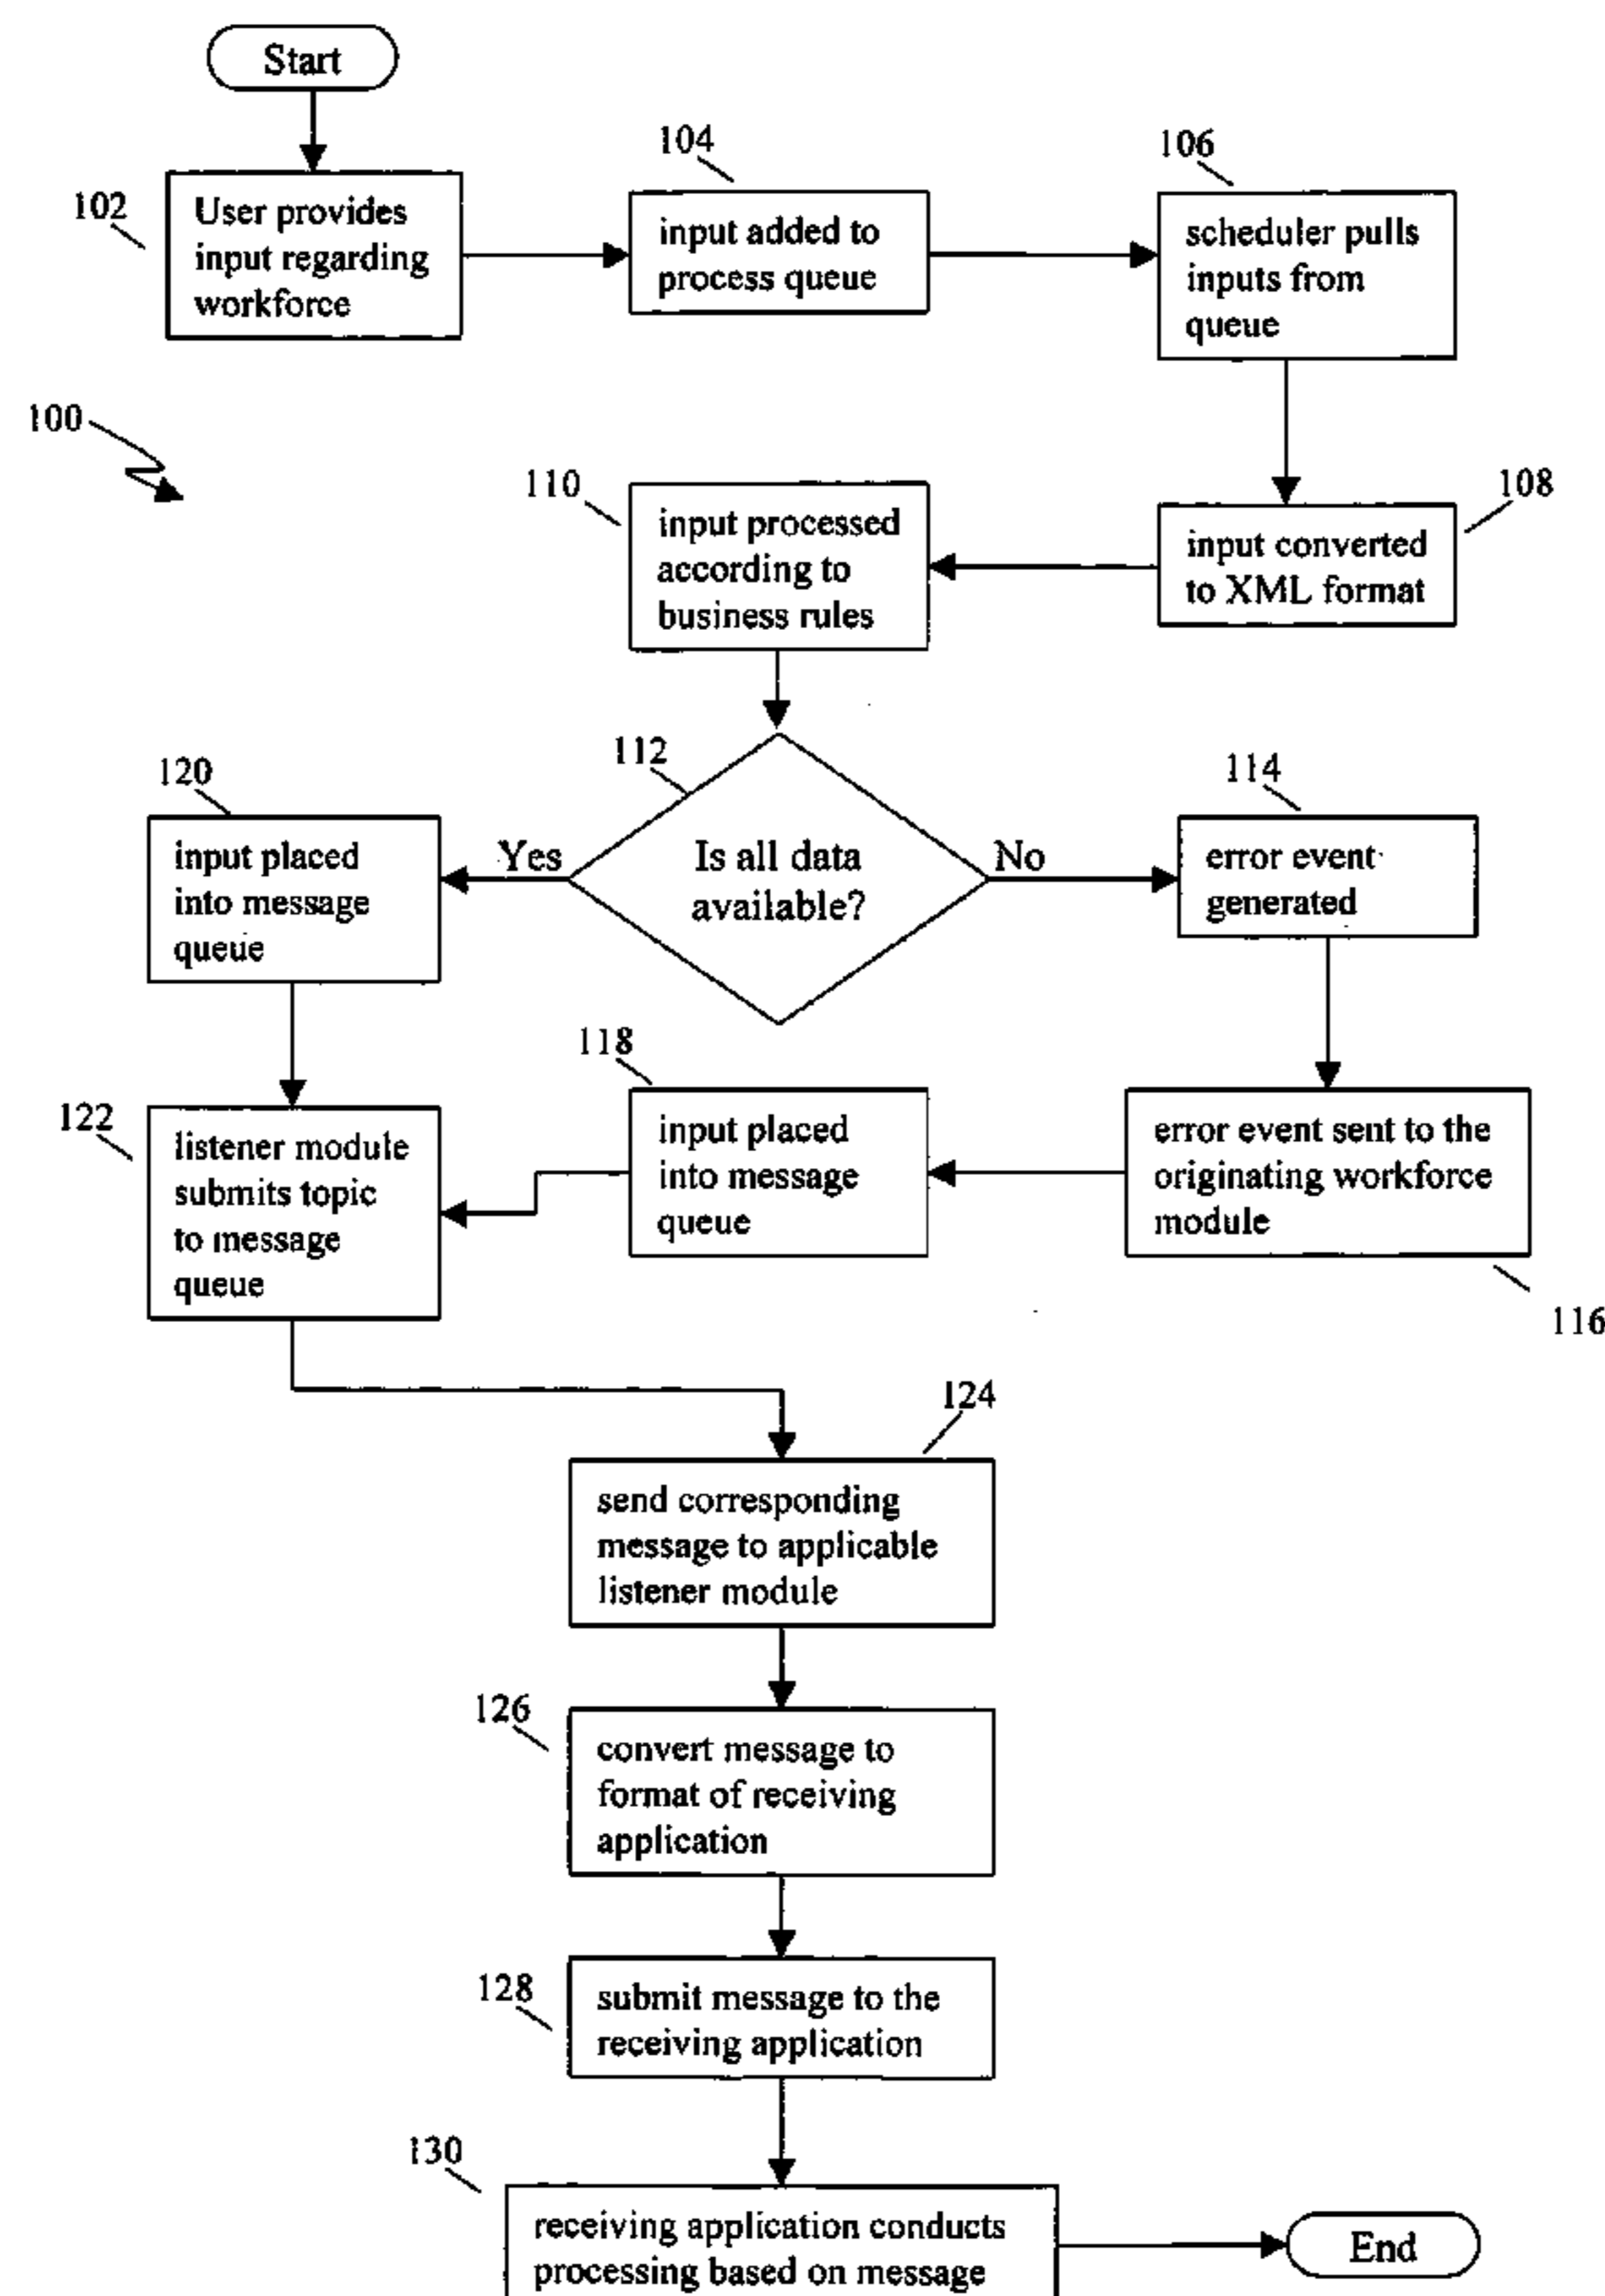 Start
102
User provides
input regarding
workforce
104
input added to
process queue
106
scheduler pulls
inputs from
queue
100
108
input converted
to XML format
110
input processed
according to
business rules
112
Is all data
available?
Yes
No
114
error event
generated
120
input placed
into message
queue
116
error event sent to the
originating workforce
module
118
input placed
into message
queue
122
listener module
submits topic
to message
queue
124
send corresponding
message to applicable
listener module
126
convert message to
format of receiving
application
128
submit message to the
receiving application
130
receiving application conducts
processing based on message
End